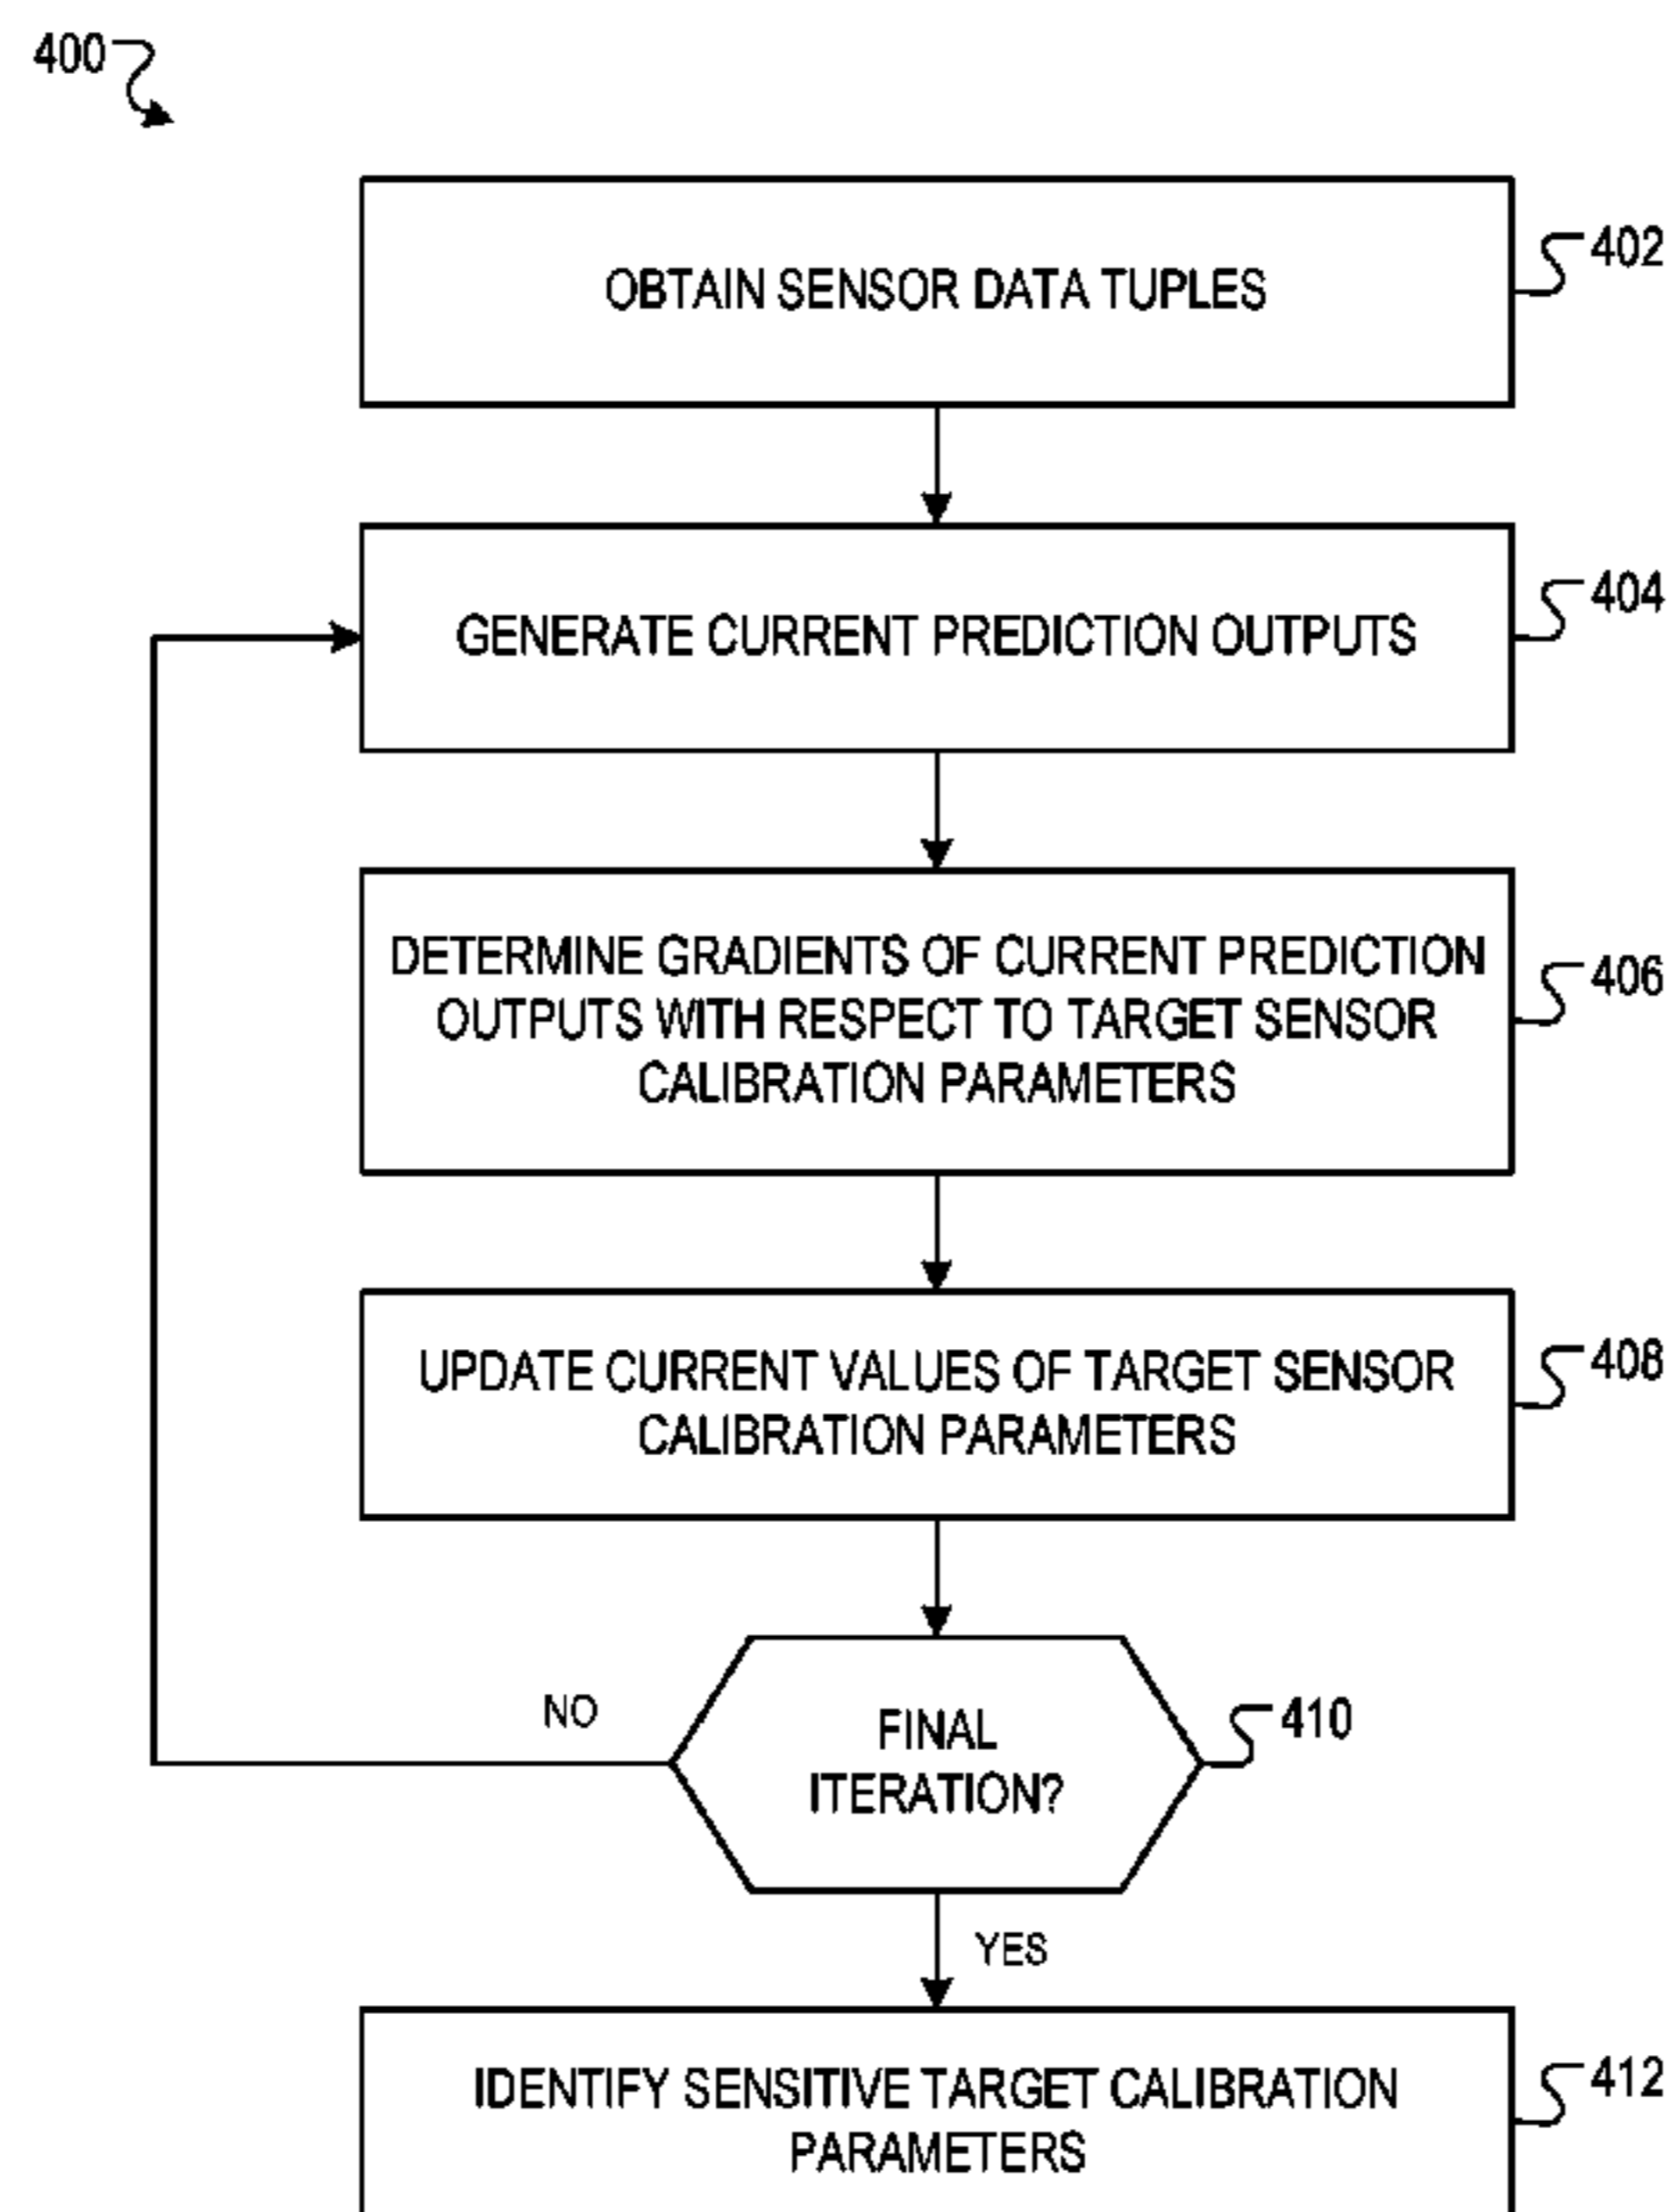 400
OBTAIN SENSOR DATA TUPLES
402
GENERATE CURRENT PREDICTION OUTPUTS
404
DETERMINE GRADIENTS OF CURRENT PREDICTION
OUTPUTS WITH RESPECT TO TARGET SENSOR
CALIBRATION PARAMETERS
406
UPDATE CURRENT VALUES OF TARGET SENSOR
CALIBRATION PARAMETERS
408
NO
FINAL
ITERATION?
410
YES
IDENTIFY SENSITIVE TARGET CALIBRATION
PARAMETERS
412